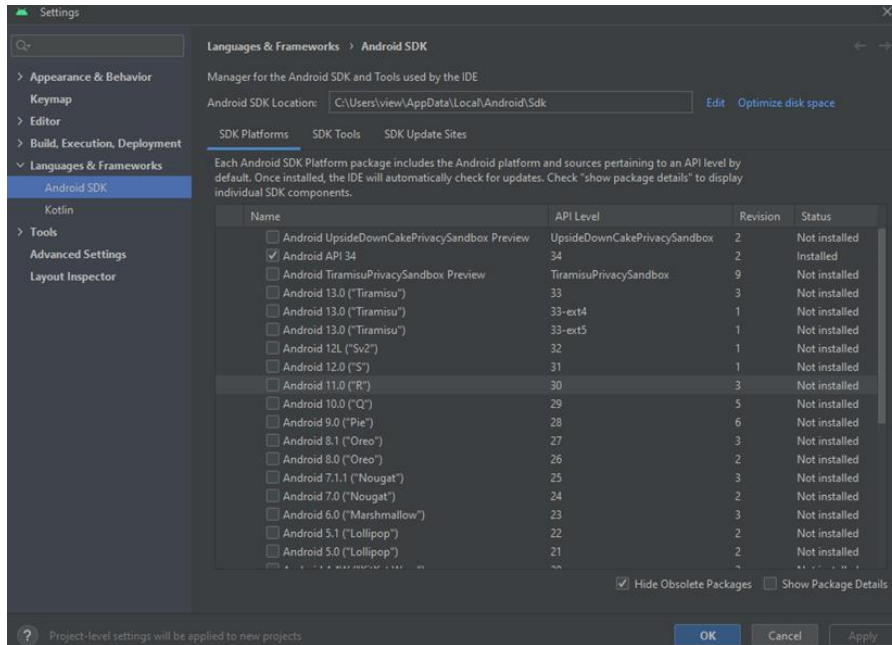 Settings
Languages & Frameworks > Android SDK
Appearance & Behavior
Keymap
Editor
Build, Execution, Deployment
Languages & Frameworks
Android SDK
Kotlin
Tools
Advanced Settings
Layout Inspector
Manager for the Android SDK and Tools used by the IDE
Android SDK Location: C:\Users\view\AppData\Local\Android\Sdk Edit Optimize disk space
SDK Platforms SDK Tools SDK Update Sites
Each Android SDK Platform package includes the Android platform and sources pertaining to an API level by
default. Once installed, the IDE will automatically check for updates. Check "show package details" to display
individual SDK components.
Name API Level Revision Status
Android UpsideDownCakePrivacySandbox Preview UpsideDownCakePrivacySandbox 2 Not installed
Android API 34 34 2 Installed
Android TiramisuPrivacySandbox Preview TiramisuPrivacySandbox 9 Not installed
Android 13.0 ("Tiramisu") 33 3 Not installed
Android 13.0 ("Tiramisu") 33-ext4 1 Not installed
Android 13.0 ("Tiramisu") 33-ext5 1 Not installed
Android 12L ("Sv2") 32 1 Not installed
Android 12.0 ("S") 31 1 Not installed
Android 11.0 ("R") 30 3 Not installed
Android 10.0 ("Q") 29 5 Not installed
Android 9.0 ("Pie") 28 6 Not installed
Android 8.1 ("Oreo") 27 3 Not installed
Android 8.0 ("Oreo") 26 2 Not installed
Android 7.1.1 ("Nougat") 25 3 Not installed
Android 7.0 ("Nougat") 24 2 Not installed
Android 6.0 ("Marshmallow") 23 3 Not installed
Android 5.1 ("Lollipop") 22 2 Not installed
Android 5.0 ("Lollipop") 21 2 Not installed
Hide Obsolete Packages Show Package Details
? Project-level settings will be applied to new projects
OK Cancel Apply